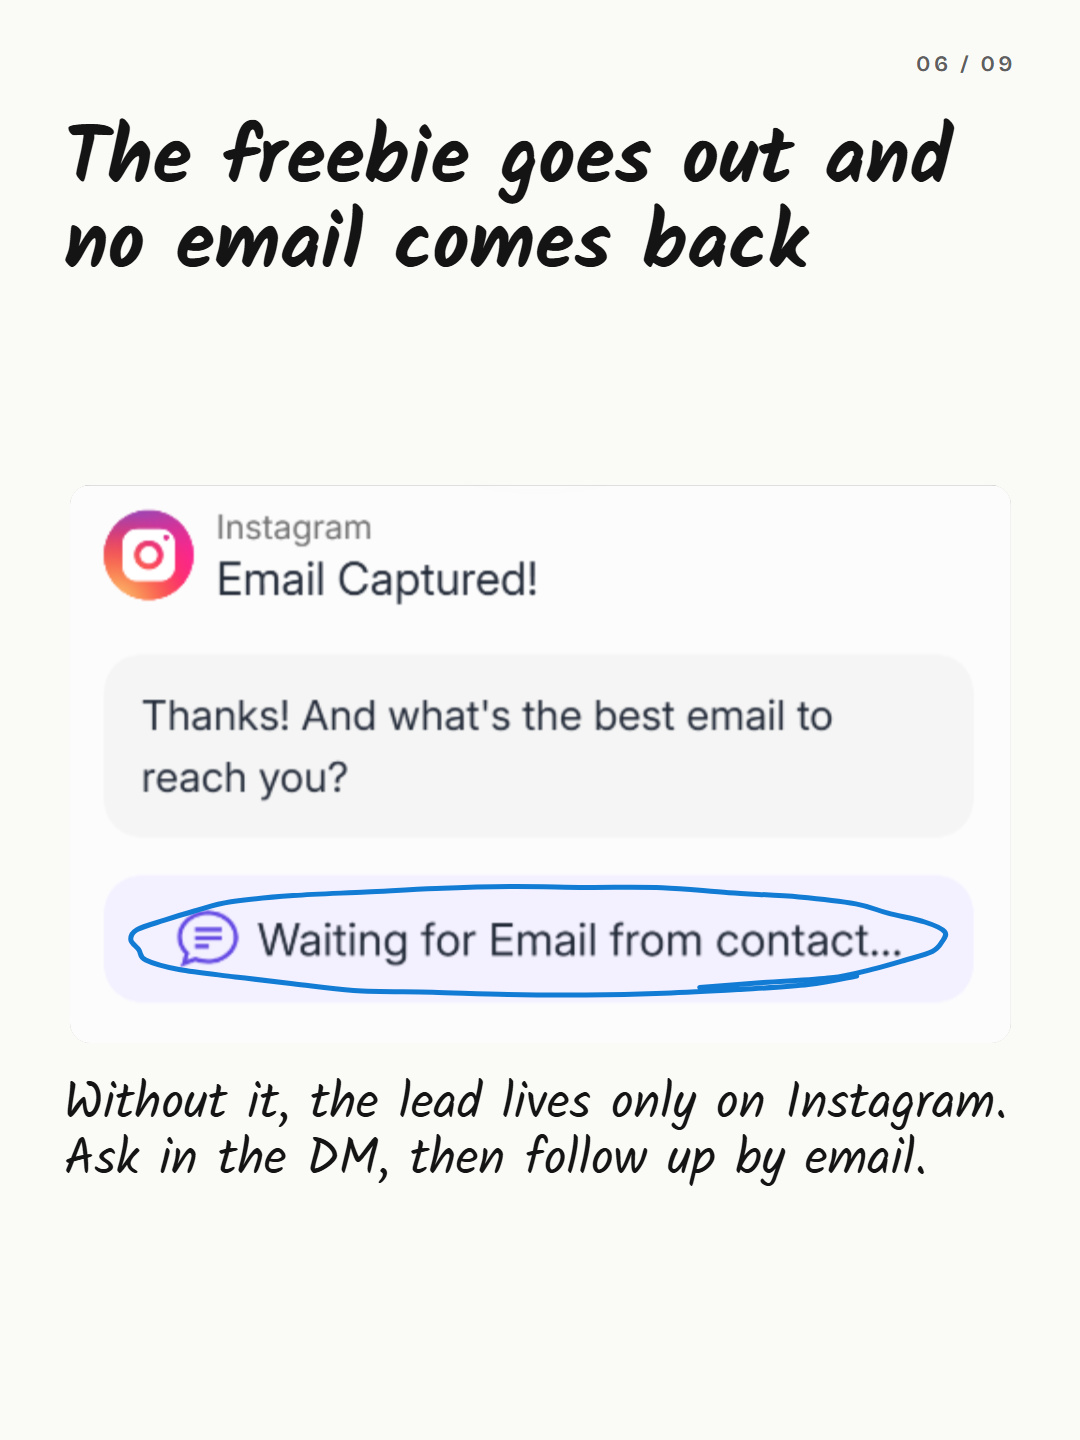 06 / 09
The freebie goes out and
no email comes back
Instagram
Email Captured!
Thanks! And what's the best email to
reach you?
Waiting for Email from contact...
Without it, the lead lives only on Instagram.
Ask in the DM, then follow up by email.